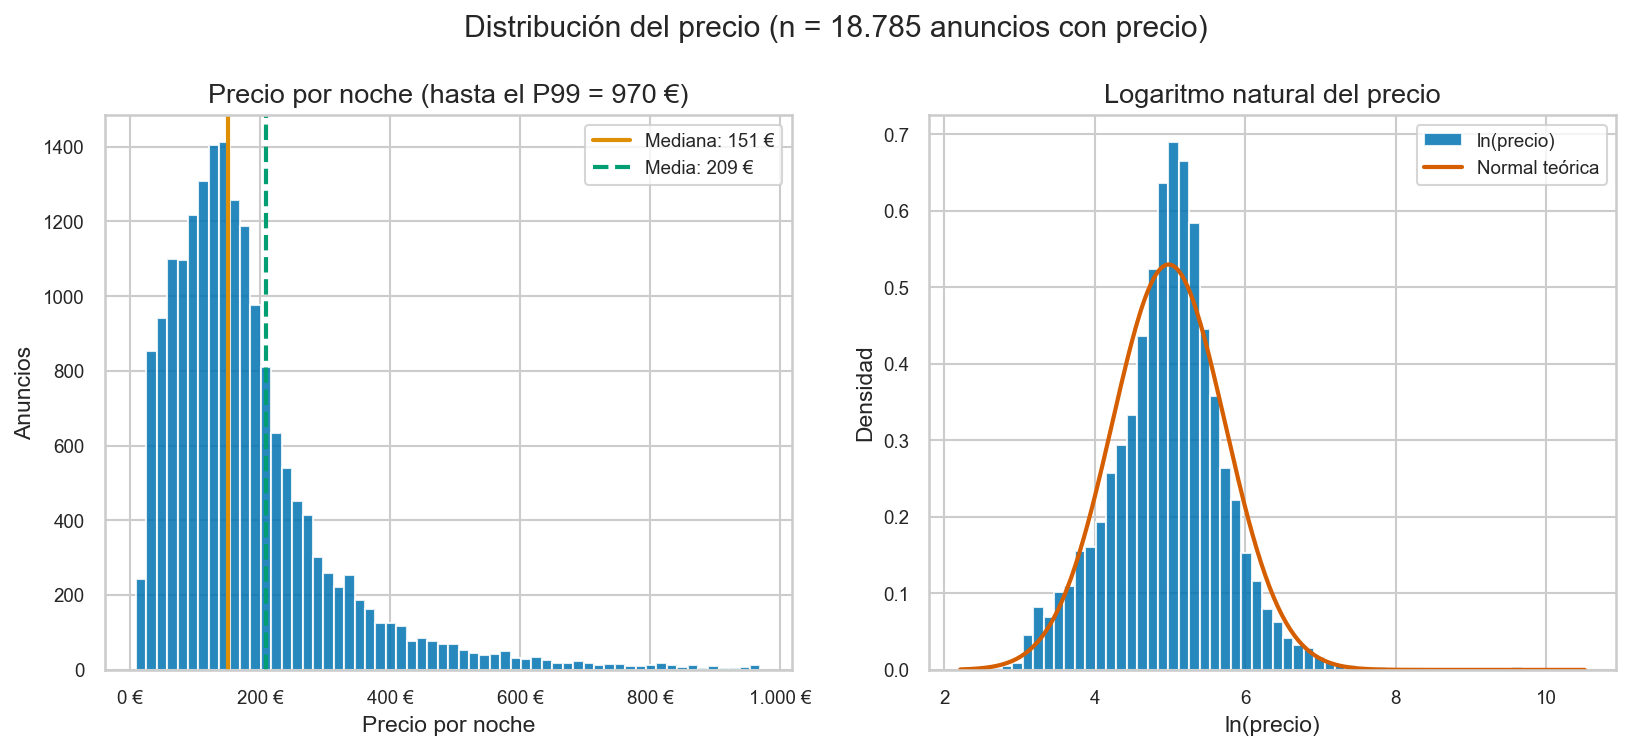 Distribución del precio (n = 18.785 anuncios con precio)
Precio por noche (hasta el P99 = 970 €)
Mediana: 151 €
Media: 209 €
Anuncios
1400
1200
1000
800
600
400
200
0
0 €
200 €
400 €
600 €
800 €
1.000 €
Precio por noche
Logaritmo natural del precio
ln(precio)
Normal teórica
Densidad
0.7
0.6
0.5
0.4
0.3
0.2
0.1
0.0
2
4
6
8
10
ln(precio)